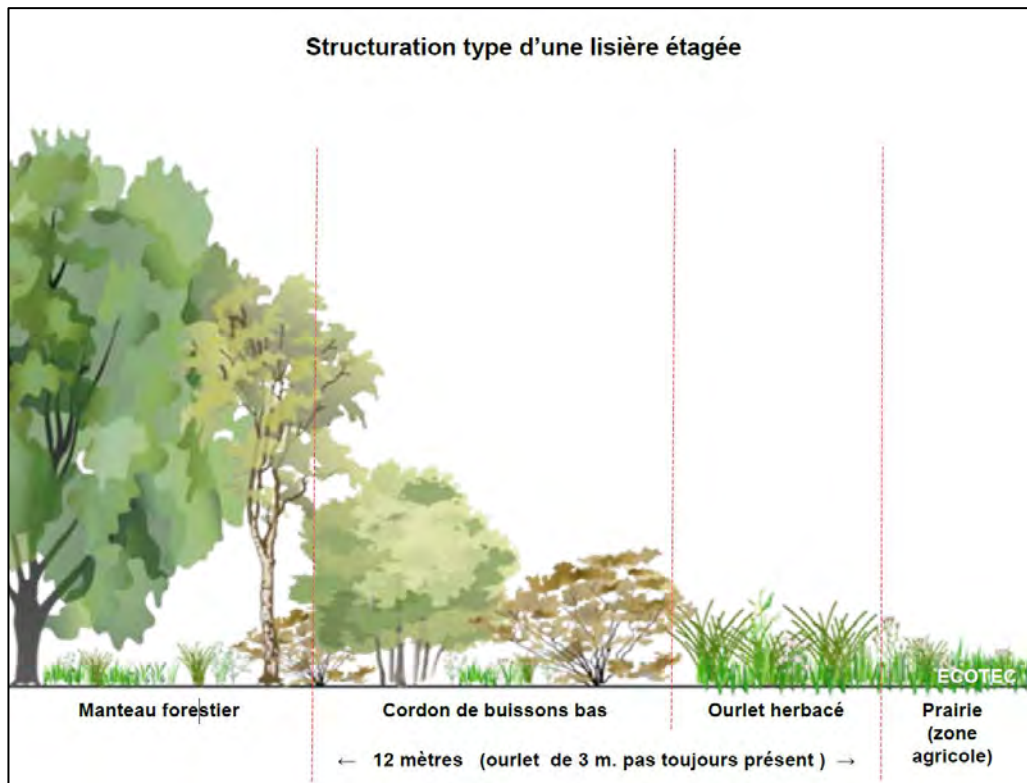 Structuration type d'une lisière étagée
ECOTEC
Manteau forestier
Cordon de buissons bas
Ourlet herbacé
Prairie
(zone
agricole)
← 12 mètres (ourlet de 3 m. pas toujours présent ) →